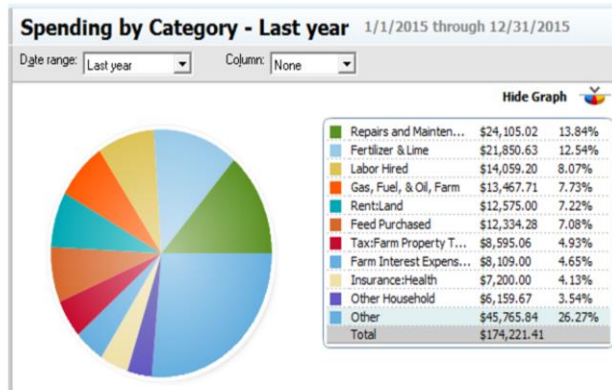 Spending by Category - Last year 1/1/2015 through 12/31/2015
Date range: Last year Column: None
Hide Graph
Repairs and Mainten... $24,105.02 13.84%
Fertilizer & Lime $21,850.63 12.54%
Labor Hired $14,059.20 8.07%
Gas, Fuel, & Oil, Farm $13,467.71 7.73%
Rent:Land $12,575.00 7.22%
Feed Purchased $12,334.28 7.08%
Tax:Farm Property T... $8,595.06 4.93%
Farm Interest Expens... $8,109.00 4.65%
Insurance:Health $7,200.00 4.13%
Other Household $6,159.67 3.54%
Other $45,765.84 26.27%
Total $174,221.41